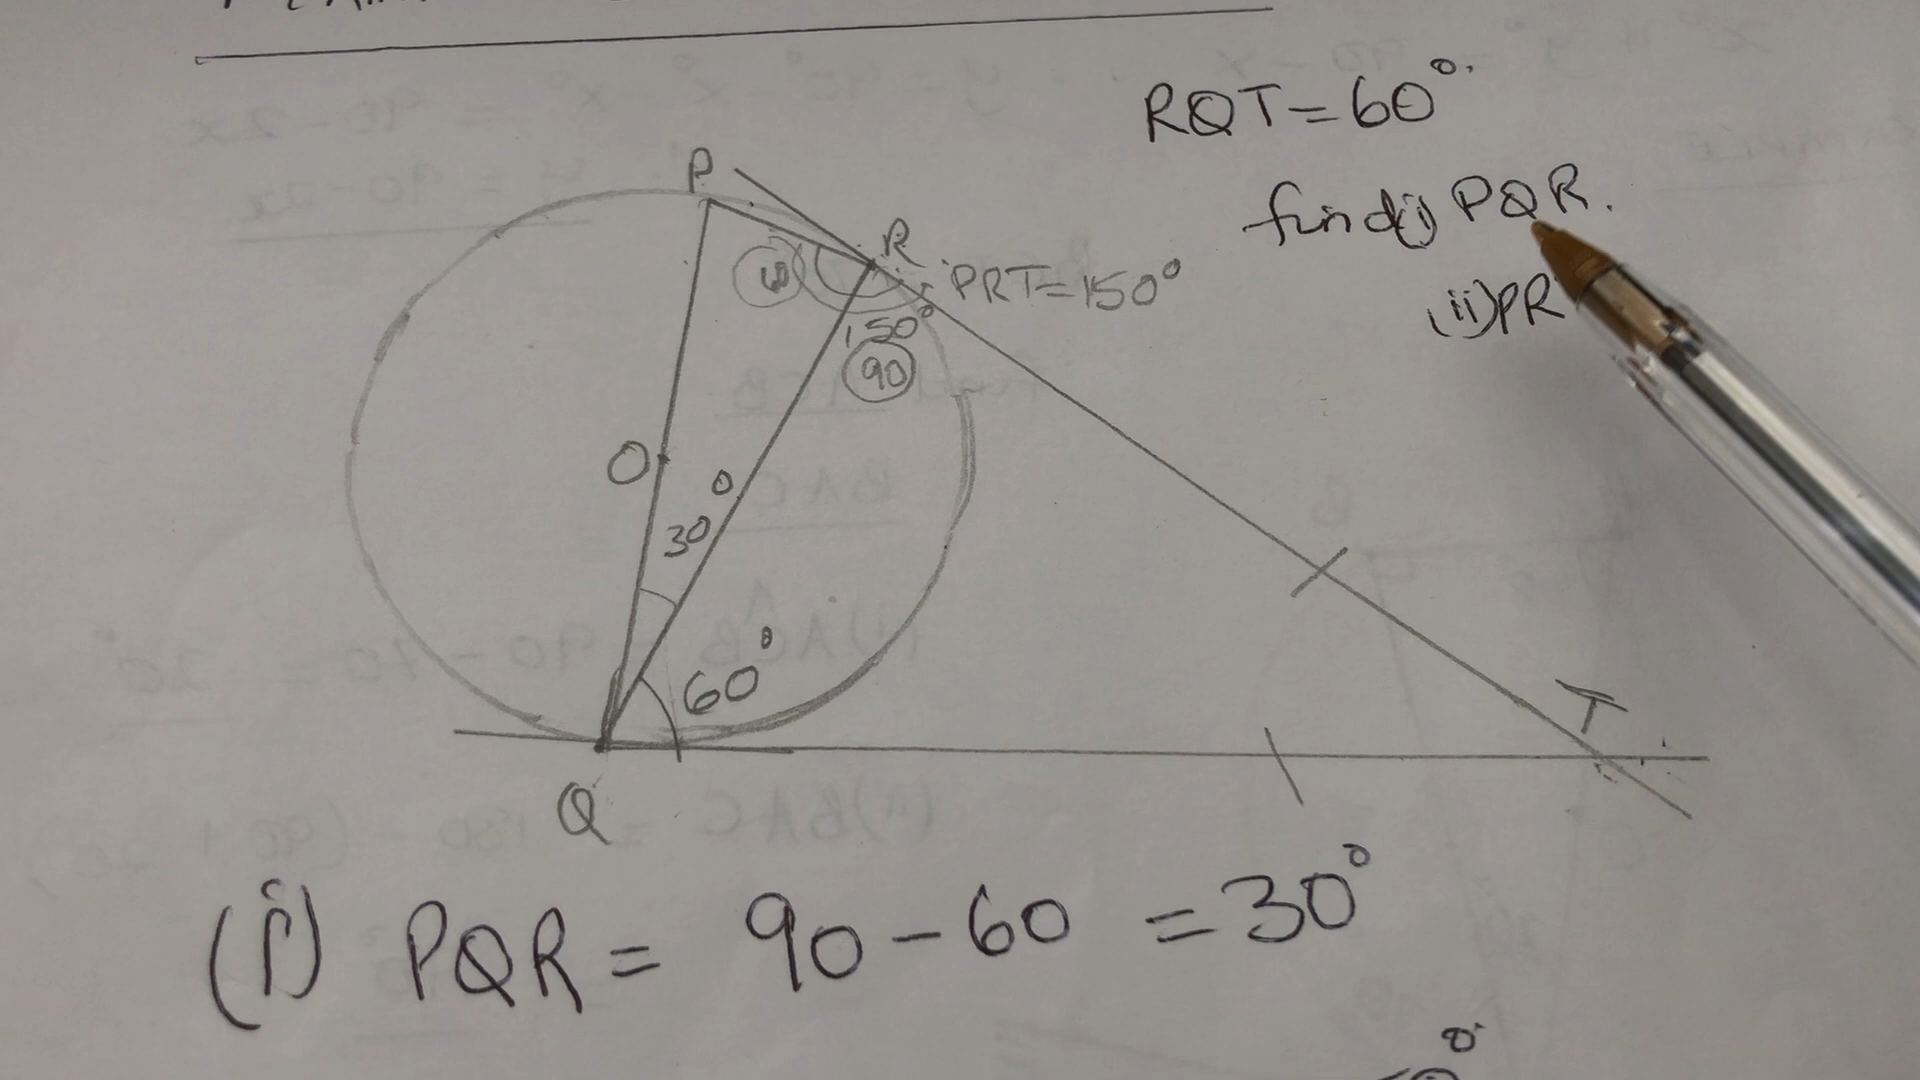 RQT = 60°.
find (i) PQR.
(ii) PR
P
R
PRT = 150°
60
150°
90
O
30°
60°
T
Q
(i) PQR = 90 - 60 = 30°